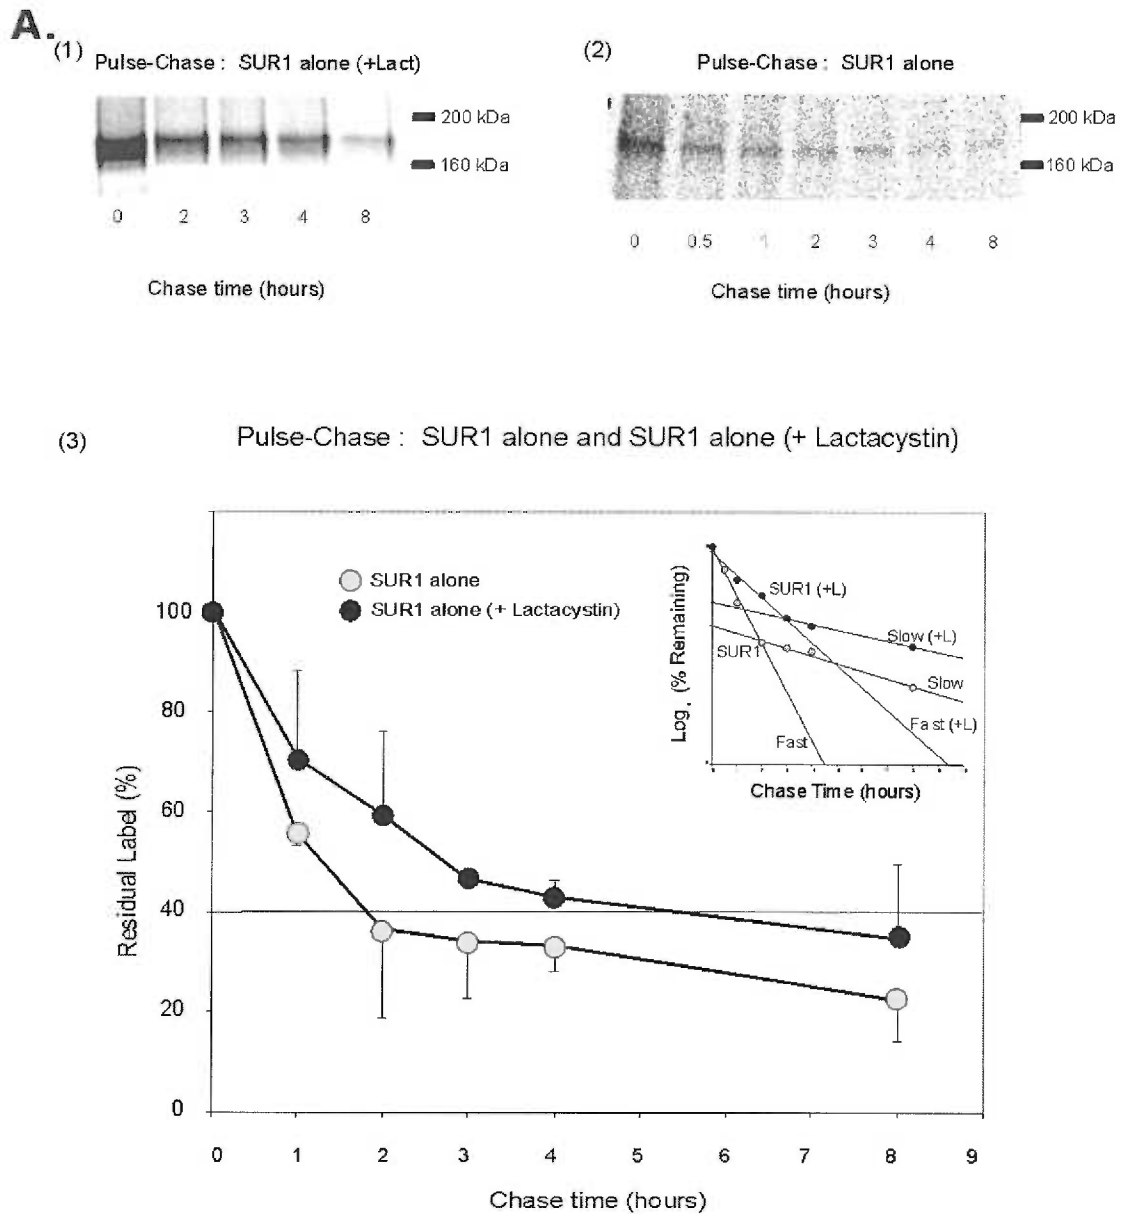 A.
(1)
Pulse-Chase : SUR1 alone (+Lact)
200 kDa
160 kDa
0 2 3 4 8
Chase time (hours)
(2)
Pulse-Chase : SUR1 alone
200 kDa
160 kDa
0 0.5 1 2 3 4 8
Chase time (hours)
(3)
Pulse-Chase : SUR1 alone and SUR1 alone (+ Lactacystin)
SUR1 alone
SUR1 alone (+ Lactacystin)
100
80
60
40
20
0
Residual Label (%)
0 1 2 3 4 5 6 7 8 9
Chase time (hours)
(% Remaining)
SUR1 (+L)
Slow (+L)
SUR1
Slow
Fast (+L)
Fast
Chase Time (hours)